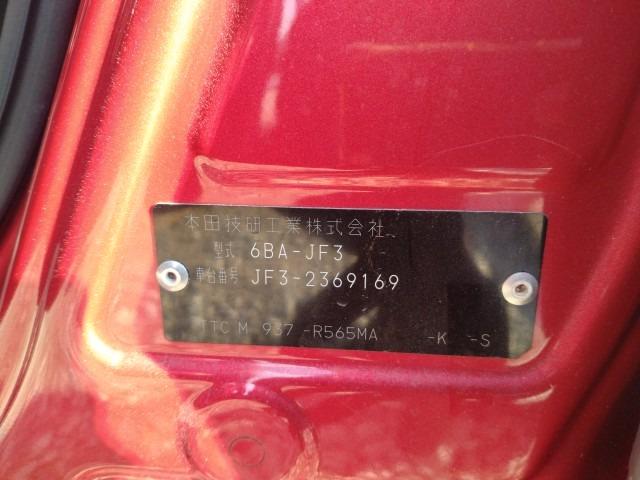 本田技研工業株式会社
型式 6BA-JF3
車台番号 JF3-2369169
TTC M 937 -R565MA -K -S